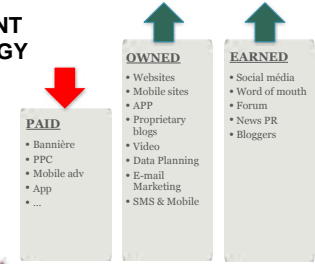 NT
GY
PAID
• Bannière
• PPC
• Mobile adv
• App
• ...
OWNED
• Websites
• Mobile sites
• APP
• Proprietary
blogs
• Video
• Data Planning
• E-mail
Marketing
• SMS & Mobile
EARNED
• Social média
• Word of mouth
• Forum
• News PR
• Bloggers